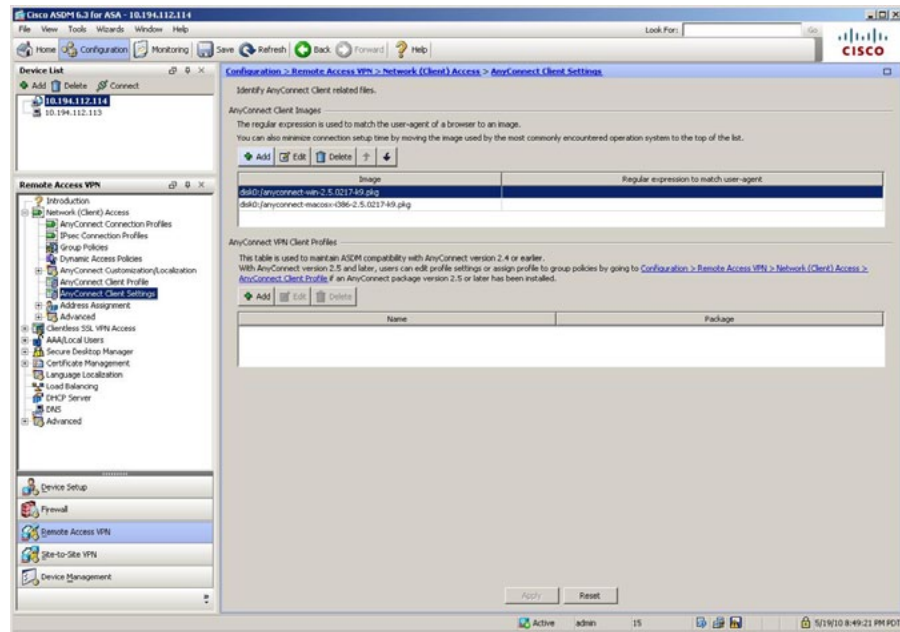 Cisco ASDM 6.3 for ASA - 10.194.112.114
File View Tools Wizards Window Help
Look For:
Go
Home Configuration Monitoring Save Refresh Back Forward Help
CISCO
Device List
Add Delete Connect
10.194.112.114
10.194.112.113
Remote Access VPN
Introduction
Network (Client) Access
AnyConnect Connection Profiles
IPsec Connection Profiles
Group Policies
Dynamic Access Policies
AnyConnect Customization/Localization
AnyConnect Client Profile
AnyConnect Client Settings
Address Assignment
Advanced
Clientless SSL VPN Access
AAA/Local Users
Secure Desktop Manager
Certificate Management
Language Localization
Load Balancing
DHCP Server
DNS
Advanced
Device Setup
Firewall
Remote Access VPN
Site-to-Site VPN
Device Management
Configuration > Remote Access VPN > Network (Client) Access > AnyConnect Client Settings
Identify AnyConnect Client related files.
AnyConnect Client Images
The regular expression is used to match the user-agent of a browser to an image.
You can also minimize connection setup time by moving the image used by the most commonly encountered operation system to the top of the list.
Add Edit Delete
Image Regular expression to match user-agent
disk0:/anyconnect-win-2.5.0217-k9.pkg
disk0:/anyconnect-macosx-i386-2.5.0217-k9.pkg
AnyConnect VPN Client Profiles
This table is used to maintain ASDM compatibility with AnyConnect version 2.4 or earlier.
With AnyConnect version 2.5 and later, users can edit profile settings or assign profile to group policies by going to Configuration > Remote Access VPN > Network (Client) Access >
AnyConnect Client Profile if an AnyConnect package version 2.5 or later has been installed.
Add Edit Delete
Name Package
Apply Reset
Active admin 15 5/19/10 8:49:21 PM PDT